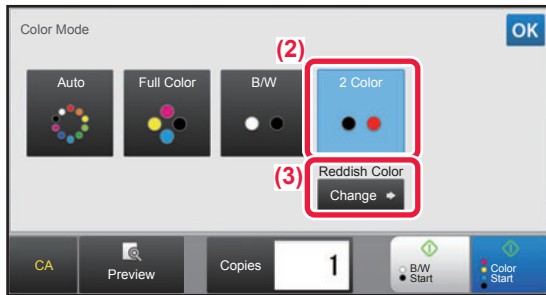 Color Mode
OK
(2)
Auto
Full Color
B/W
2 Color
(3)
Reddish Color
Change
CA
Preview
Copies
1
B/W
Start
Color
Start